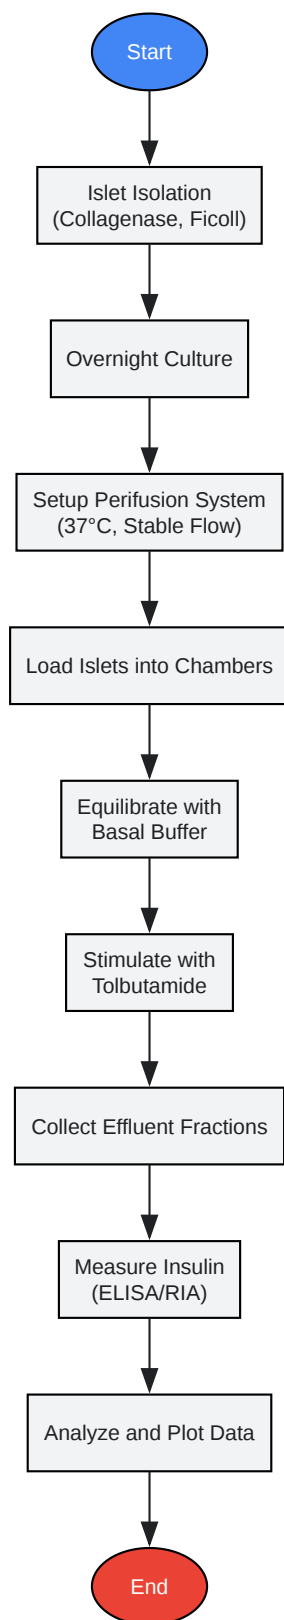 Start
Islet Isolation
(Collagenase, Ficoll)
Overnight Culture
Setup Perifusion System
(37°C, Stable Flow)
Load Islets into Chambers
Equilibrate with
Basal Buffer
Stimulate with
Tolbutamide
Collect Effluent Fractions
Measure Insulin
(ELISA/RIA)
Analyze and Plot Data
End